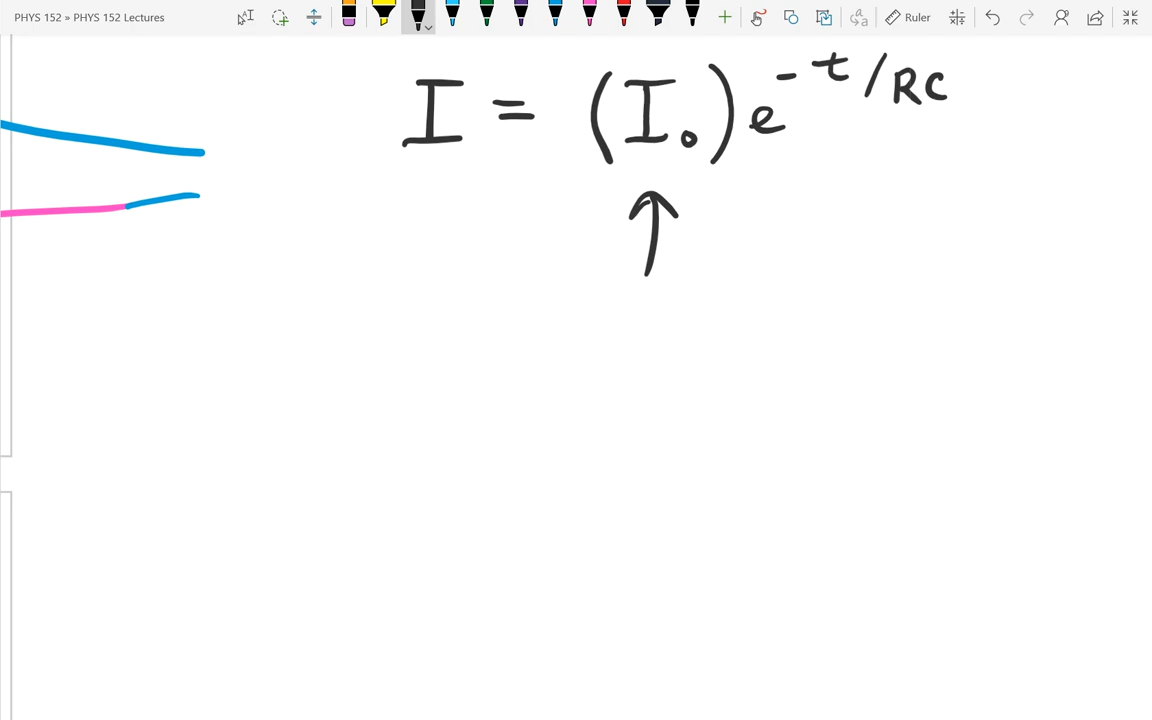 PHYS 152 » PHYS 152 Lectures
Ruler
I = (I₀)e^{-t/RC}